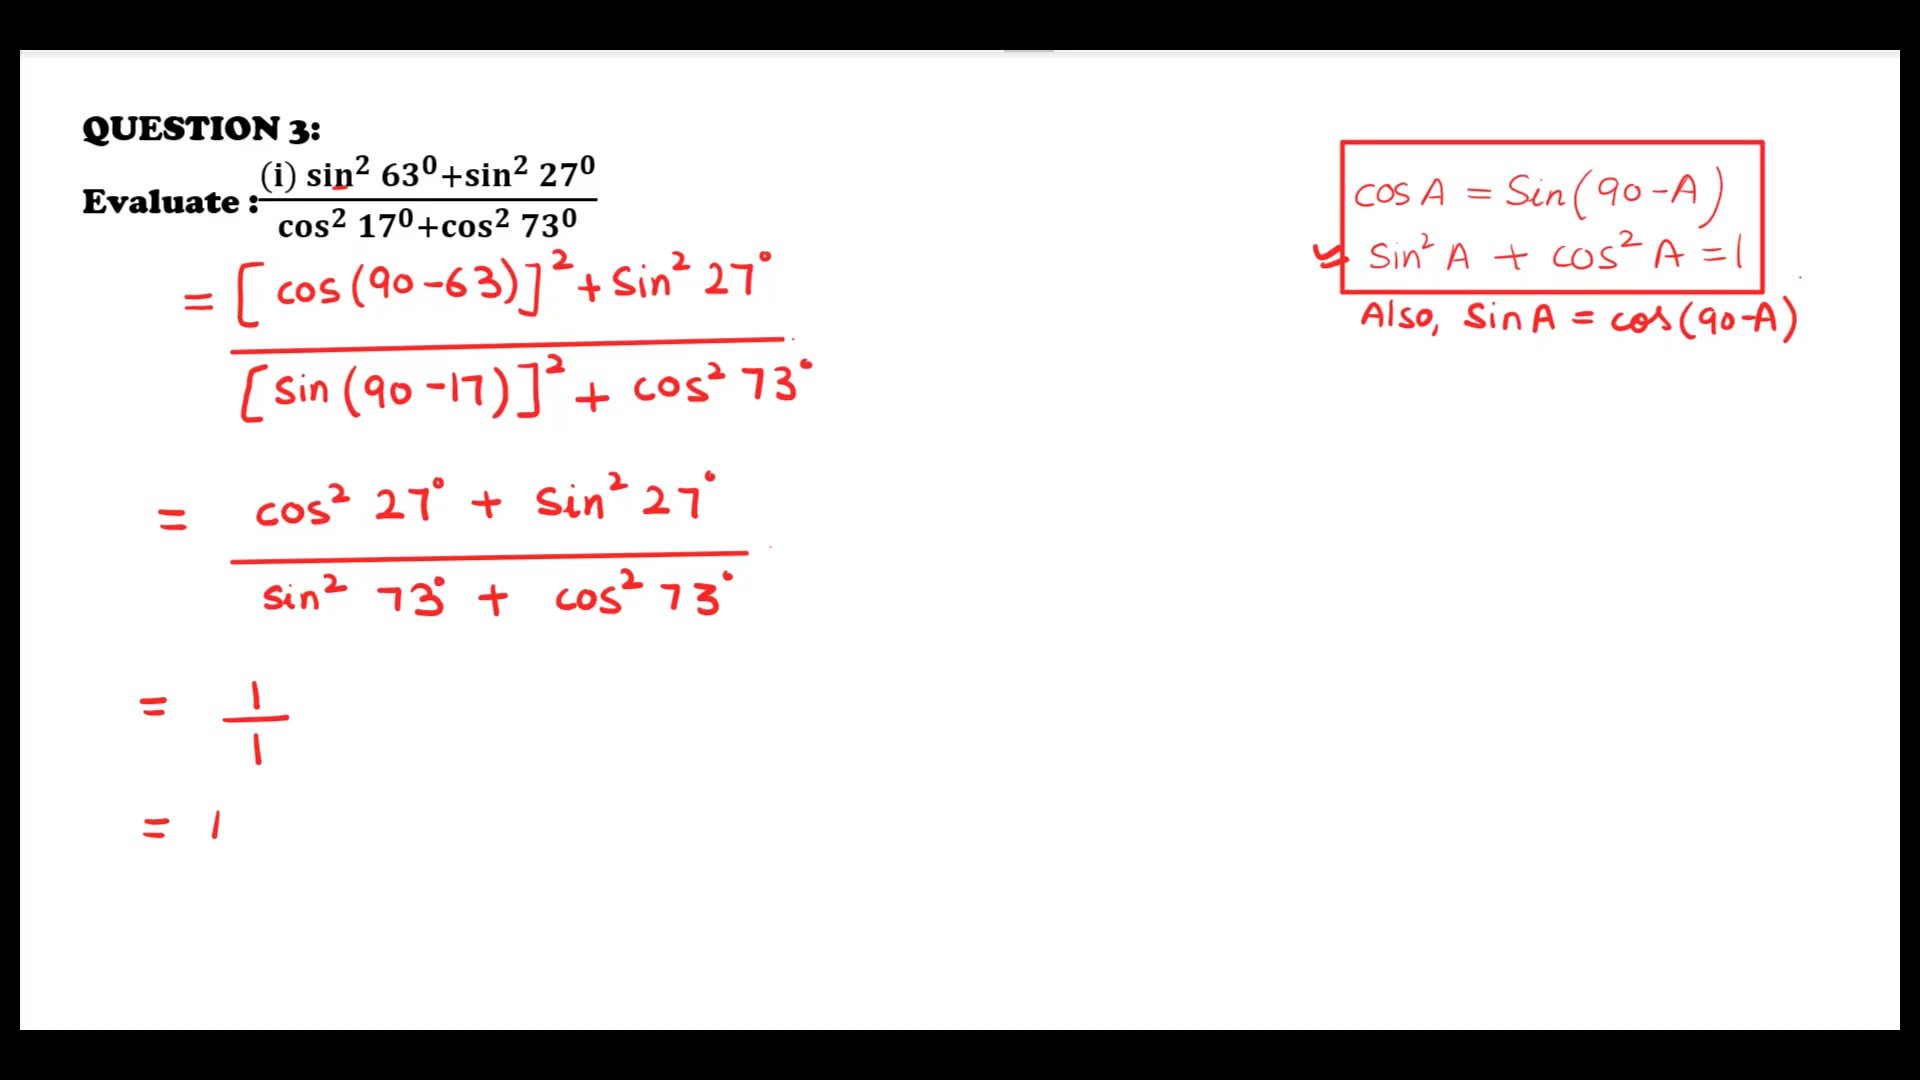 QUESTION 3:
Evaluate : (i) sin² 63⁰+sin² 27⁰ / cos² 17⁰+cos² 73⁰
= [cos(90-63)]² + Sin² 27° / [Sin(90-17)]² + cos² 73°
= cos² 27° + Sin² 27° / sin² 73° + cos² 73°
= 1 / 1
= 1
cos A = Sin(90-A)
Sin² A + cos² A = 1
Also, Sin A = cos(90-A)